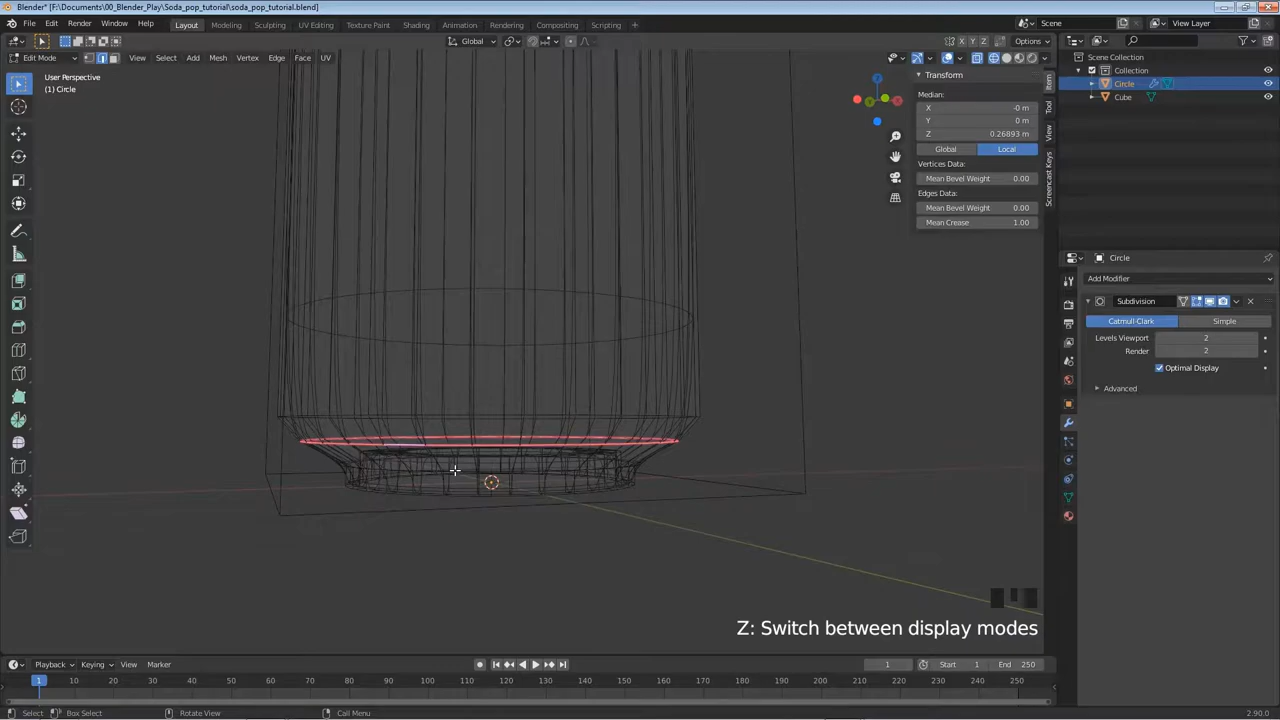 Blender* [F:\Documents\00_Blender_Play\Soda_pop_tutorial\soda_pop_tutorial.blend]
File Edit Render Window Help Layout Modeling Sculpting UV Editing Texture Paint Shading Animation Rendering Compositing Scripting Scene View Layer
Global X Y Z Options
Edit Mode View Select Add Mesh Vertex Edge Face UV
User Perspective
(1) Circle
Transform
Median:
X -0 m
Y 0 m
Z 0.26893 m
Global Local
Vertices Data:
Mean Bevel Weight 0.00
Edges Data:
Mean Bevel Weight 0.00
Mean Crease 1.00
Item
Tool
View
Screencast Keys
Scene Collection
Collection
Circle
Cube
Circle
Add Modifier
Subdivision
Catmull-Clark Simple
Levels Viewport 2
Render 2
Optimal Display
Advanced
Z: Switch between display modes
Playback Keying View Marker 1 Start 1 End 250
1 10 20 30 40 50 60 70 80 90 100 110 120 130 140 150 160 170 180 190 200 210 220 230 240 250
Select Box Select Rotate View Call Menu 2.90.0